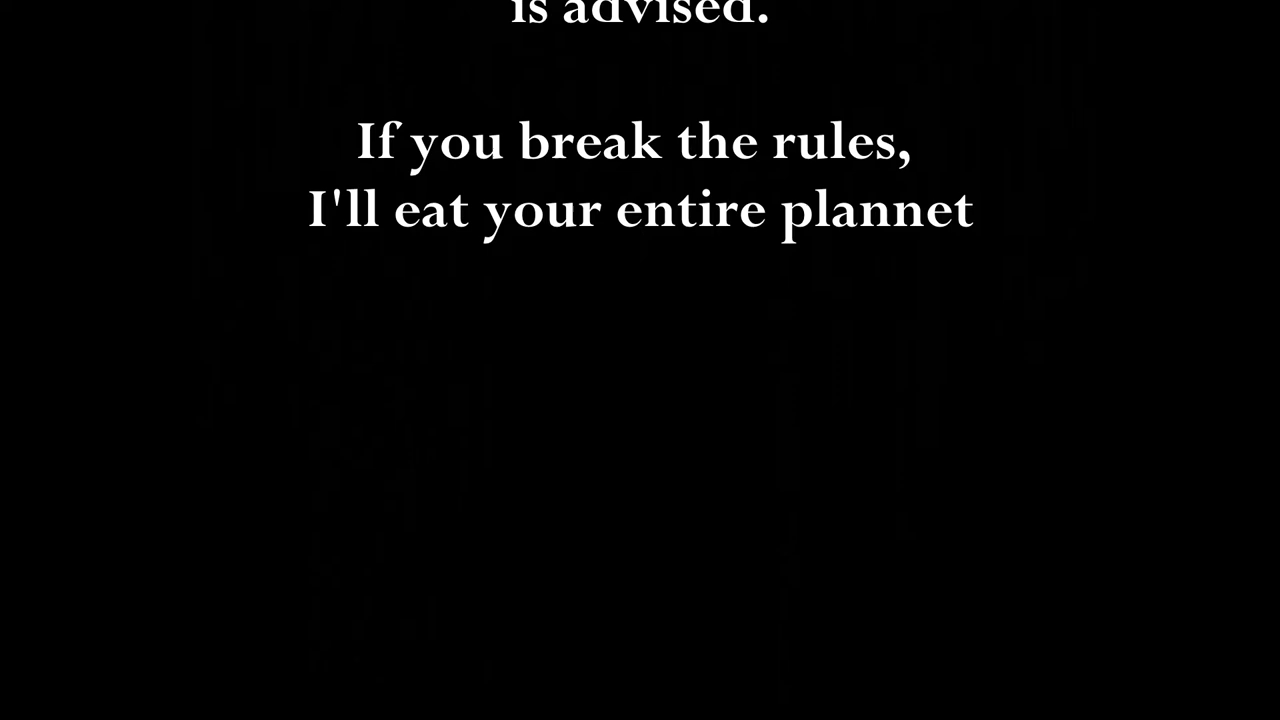 is advised.
If you break the rules,
I'll eat your entire plannet